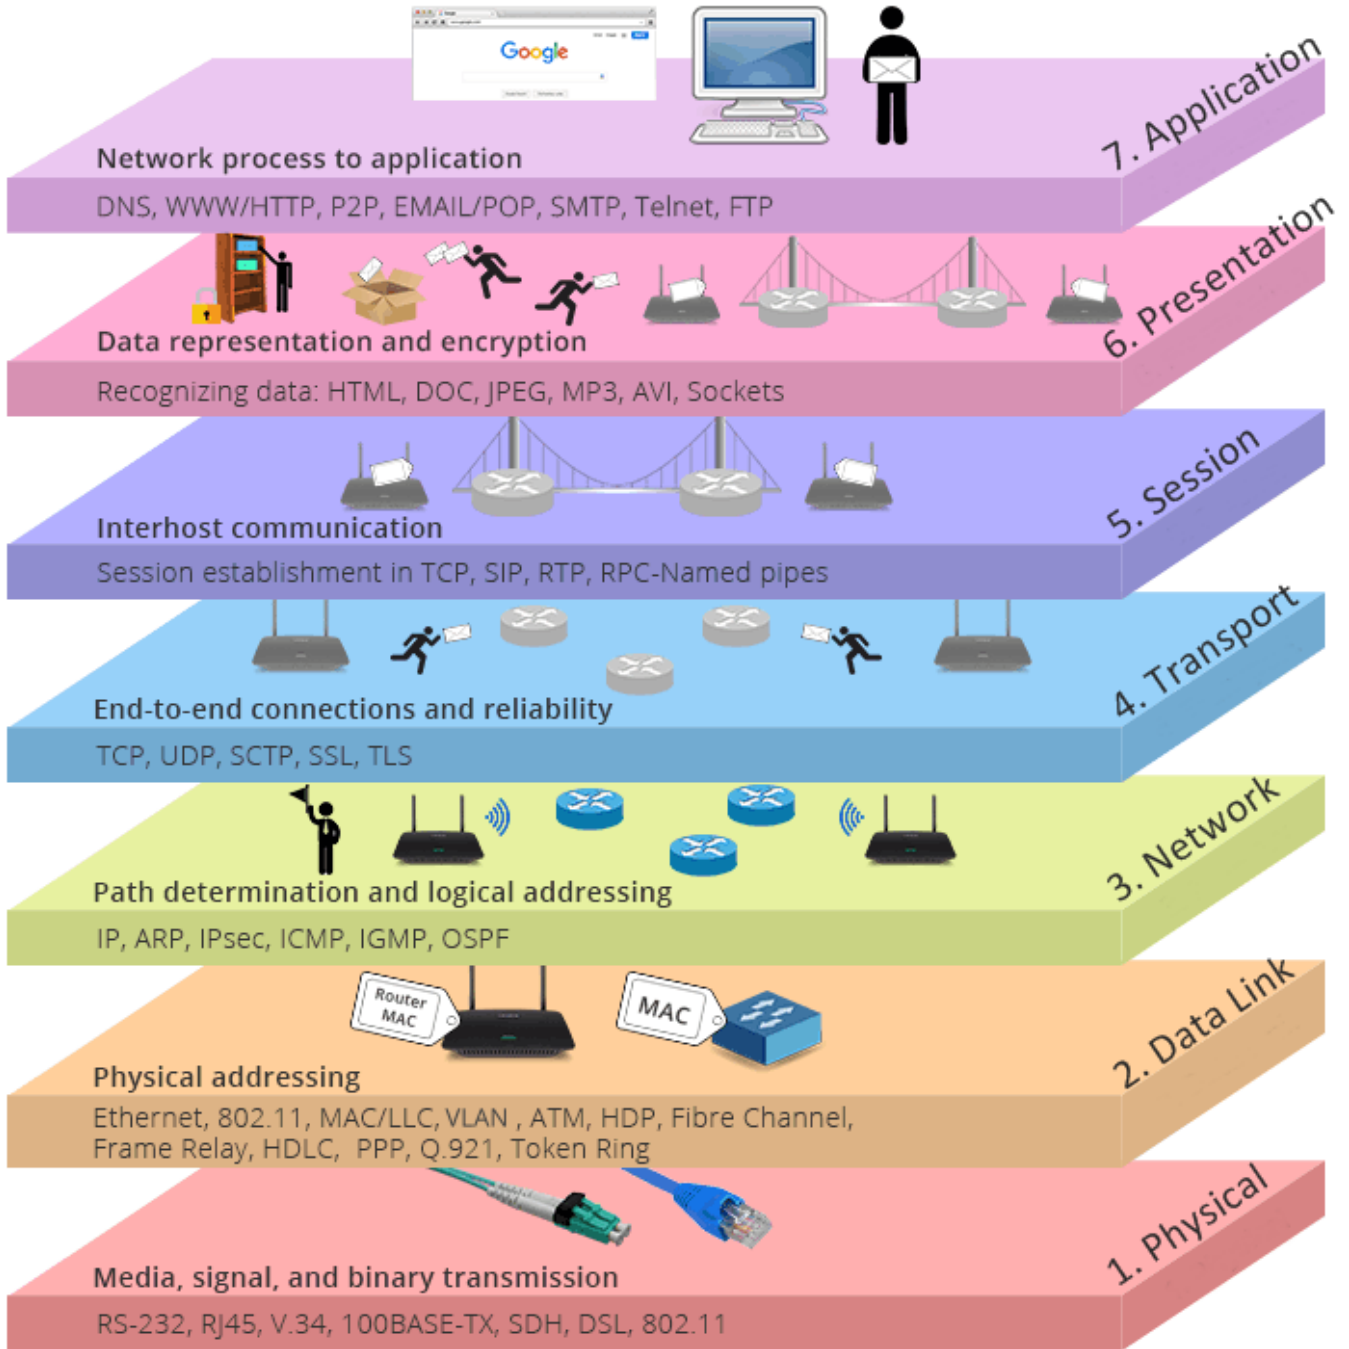 Google
7. Application
Network process to application
DNS, WWW/HTTP, P2P, EMAIL/POP, SMTP, Telnet, FTP
6. Presentation
Data representation and encryption
Recognizing data: HTML, DOC, JPEG, MP3, AVI, Sockets
5. Session
Interhost communication
Session establishment in TCP, SIP, RTP, RPC-Named pipes
4. Transport
End-to-end connections and reliability
TCP, UDP, SCTP, SSL, TLS
3. Network
Path determination and logical addressing
IP, ARP, IPsec, ICMP, IGMP, OSPF
2. Data Link
Router
MAC
MAC
Physical addressing
Ethernet, 802.11, MAC/LLC, VLAN , ATM, HDP, Fibre Channel,
Frame Relay, HDLC, PPP, Q.921, Token Ring
1. Physical
Media, signal, and binary transmission
RS-232, RJ45, V.34, 100BASE-TX, SDH, DSL, 802.11